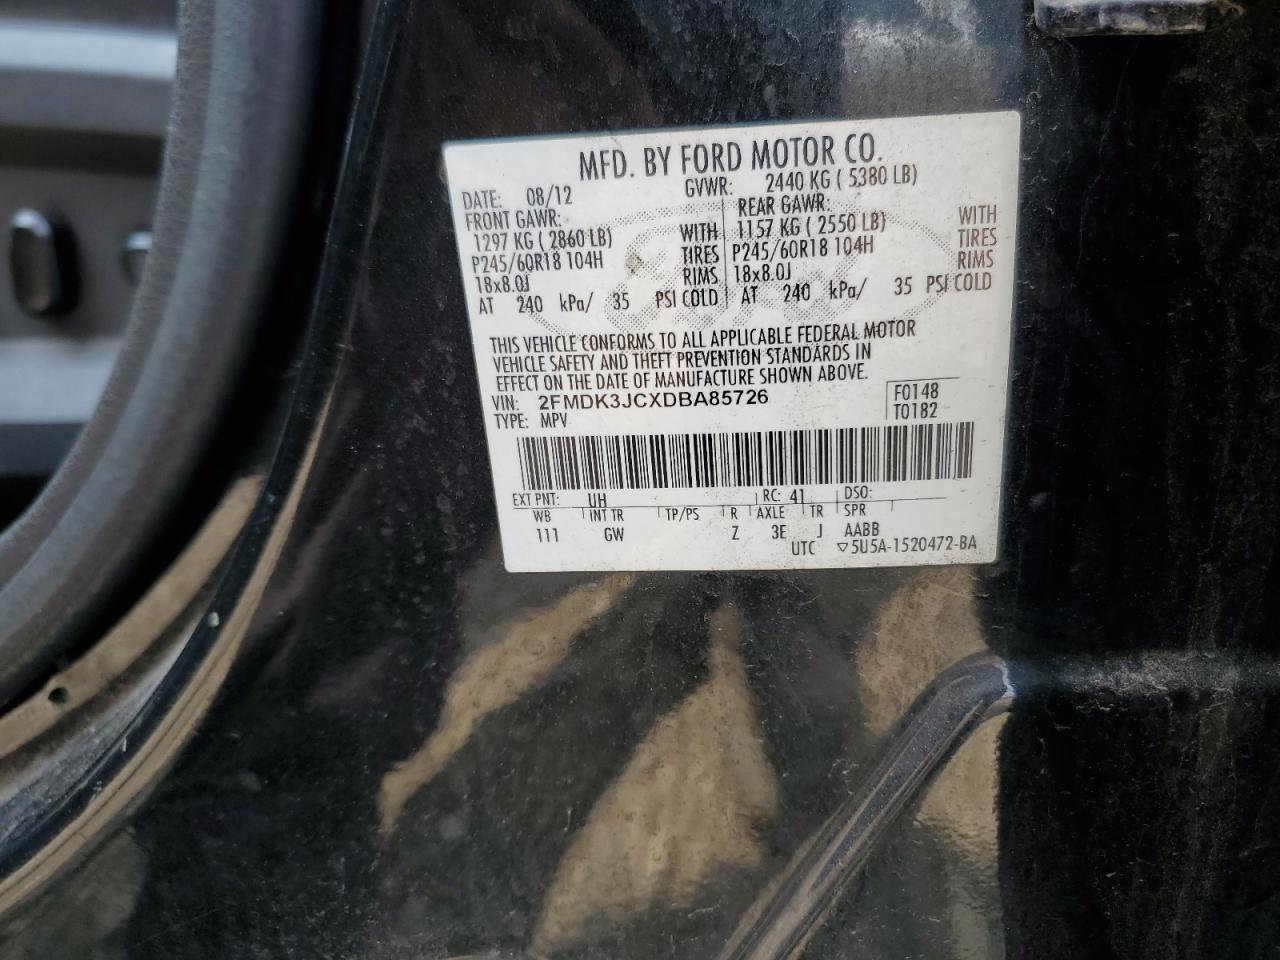 MFD. BY FORD MOTOR CO.
DATE: 08/12 GVWR: 2440 KG ( 5380 LB)
FRONT GAWR: REAR GAWR:
1297 KG ( 2860 LB) WITH 1157 KG ( 2550 LB) WITH
P245/60R18 104H TIRES P245/60R18 104H TIRES
18x8.0J RIMS 18x8.0J RIMS
AT 240 kPa/ 35 PSI COLD AT 240 kPa/ 35 PSI COLD
THIS VEHICLE CONFORMS TO ALL APPLICABLE FEDERAL MOTOR
VEHICLE SAFETY AND THEFT PREVENTION STANDARDS IN
EFFECT ON THE DATE OF MANUFACTURE SHOWN ABOVE.
VIN: 2FMDK3JCXDBA85726 F0148
TYPE: MPV T0182
EXT PNT: UH RC: 41 DSO:
WB INT TR TP/PS R AXLE TR SPR
111 GW Z 3E J AABB
UTC ▽5U5A-1520472-BA